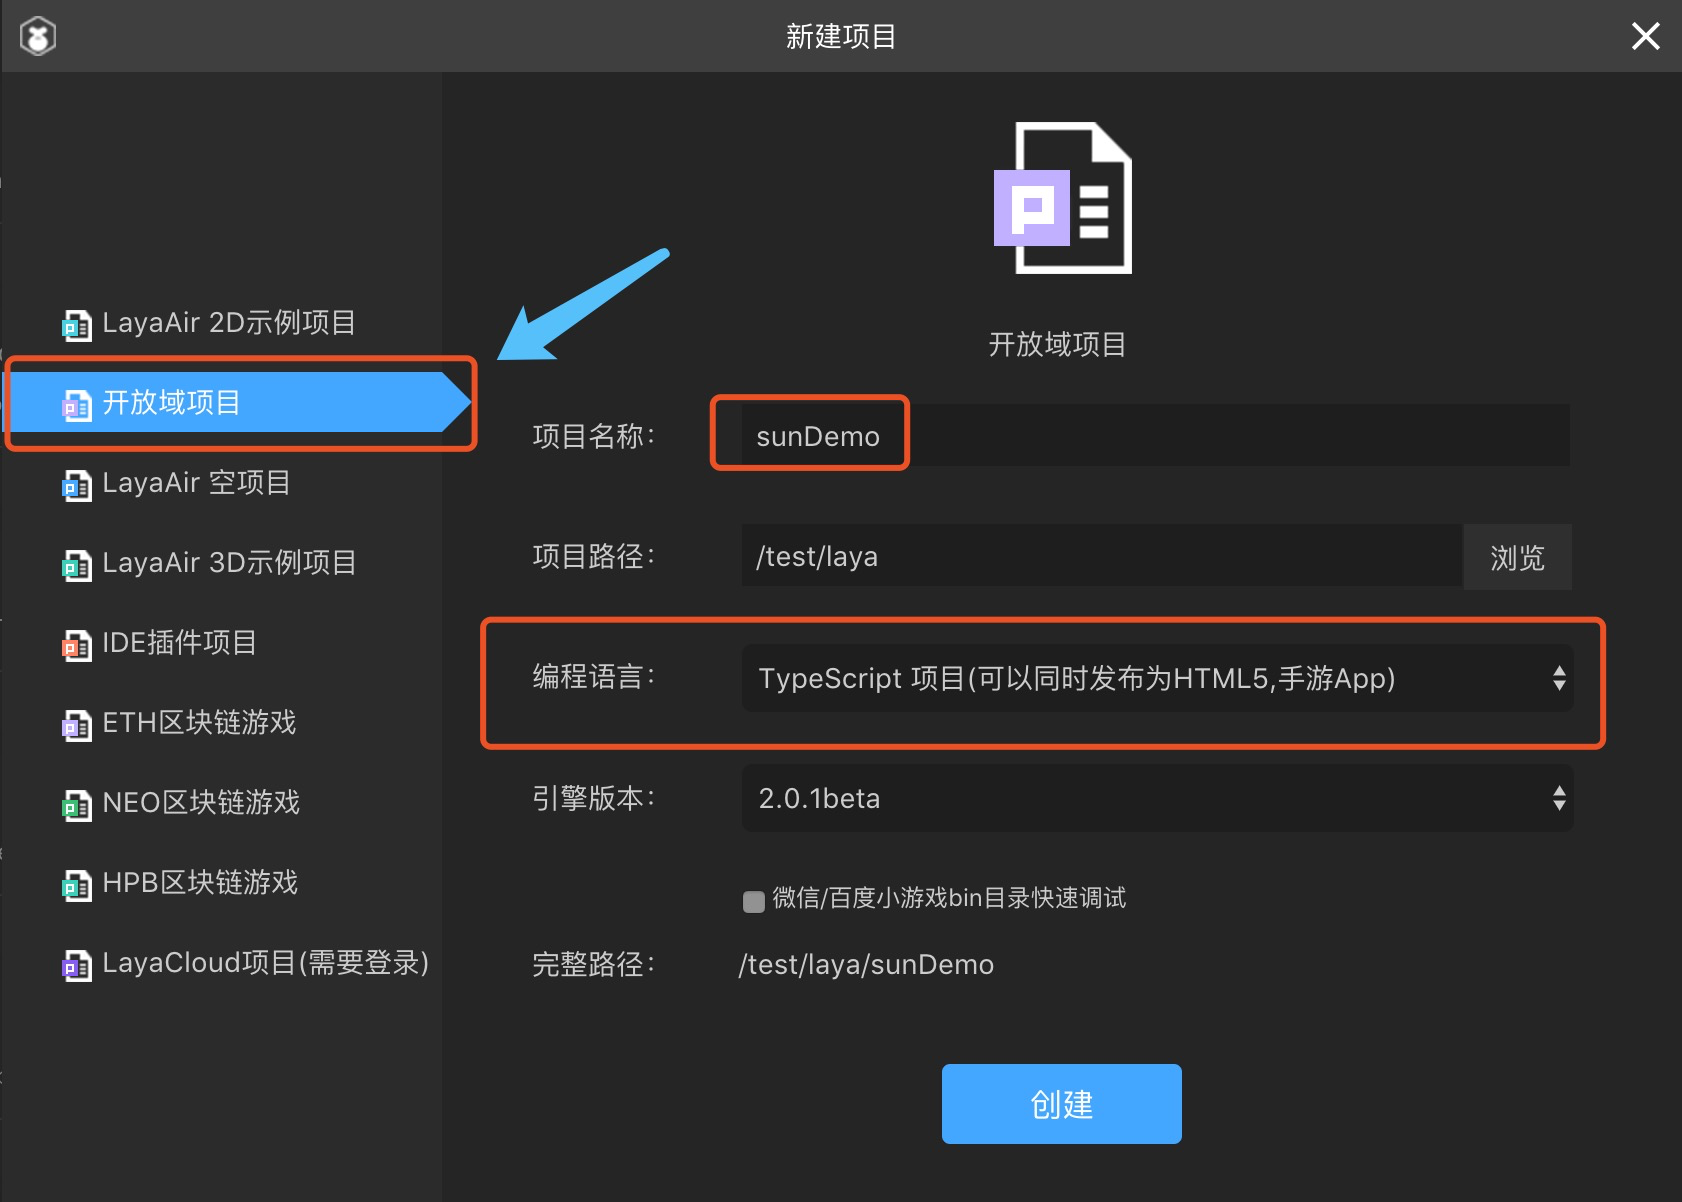 新建项目
LayaAir 2D示例项目
开放域项目
LayaAir 空项目
LayaAir 3D示例项目
IDE插件项目
ETH区块链游戏
NEO区块链游戏
HPB区块链游戏
LayaCloud项目(需要登录)
开放域项目
项目名称: sunDemo
项目路径: /test/laya 浏览
编程语言: TypeScript 项目(可以同时发布为HTML5,手游App)
引擎版本: 2.0.1beta
微信/百度小游戏bin目录快速调试
完整路径: /test/laya/sunDemo
创建